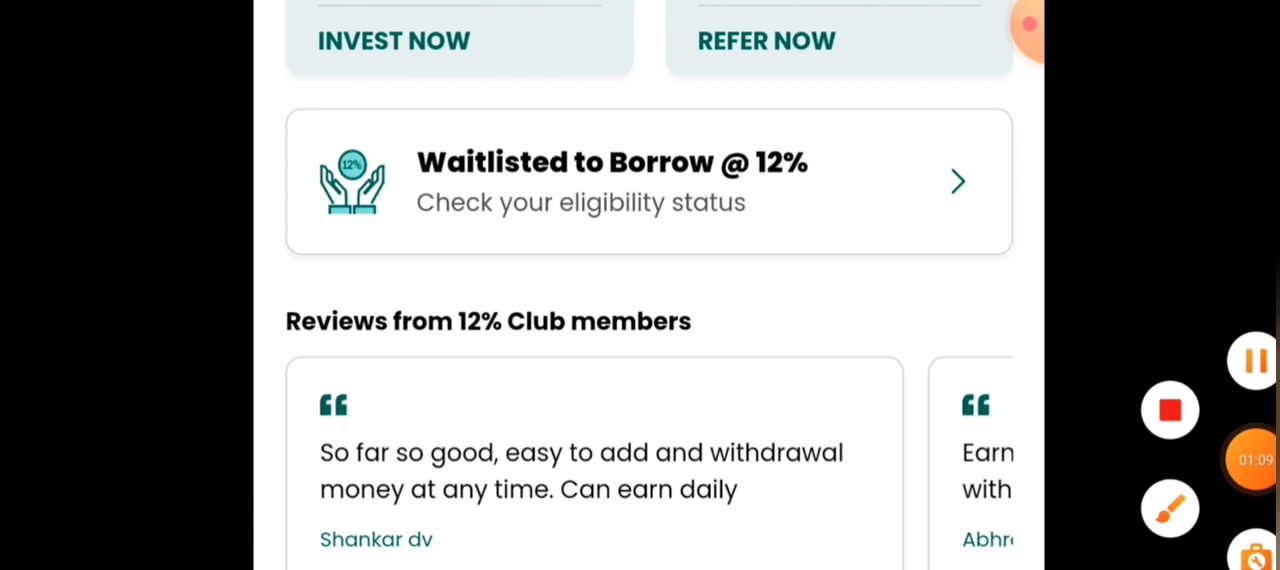 INVEST NOW
REFER NOW
12%
Waitlisted to Borrow @ 12%
Check your eligibility status
Reviews from 12% Club members
So far so good, easy to add and withdrawal
money at any time. Can earn daily
Shankar dv
Earn
with
01:09